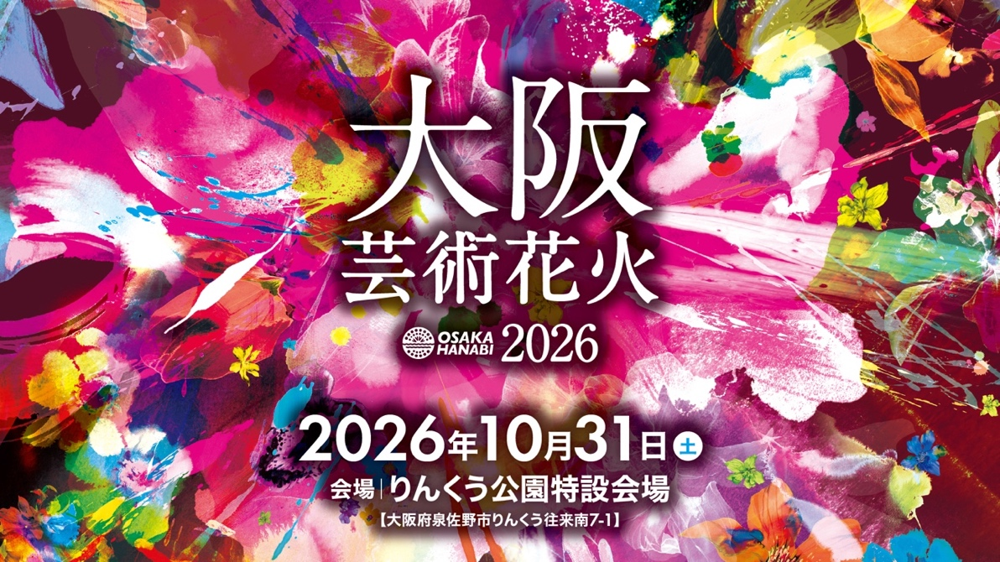 大阪
芸術花火
OSAKA
HANABI 2026
2026年10月31日土
会場|りんくう公園特設会場
【大阪府泉佐野市りんくう往来南7-1】